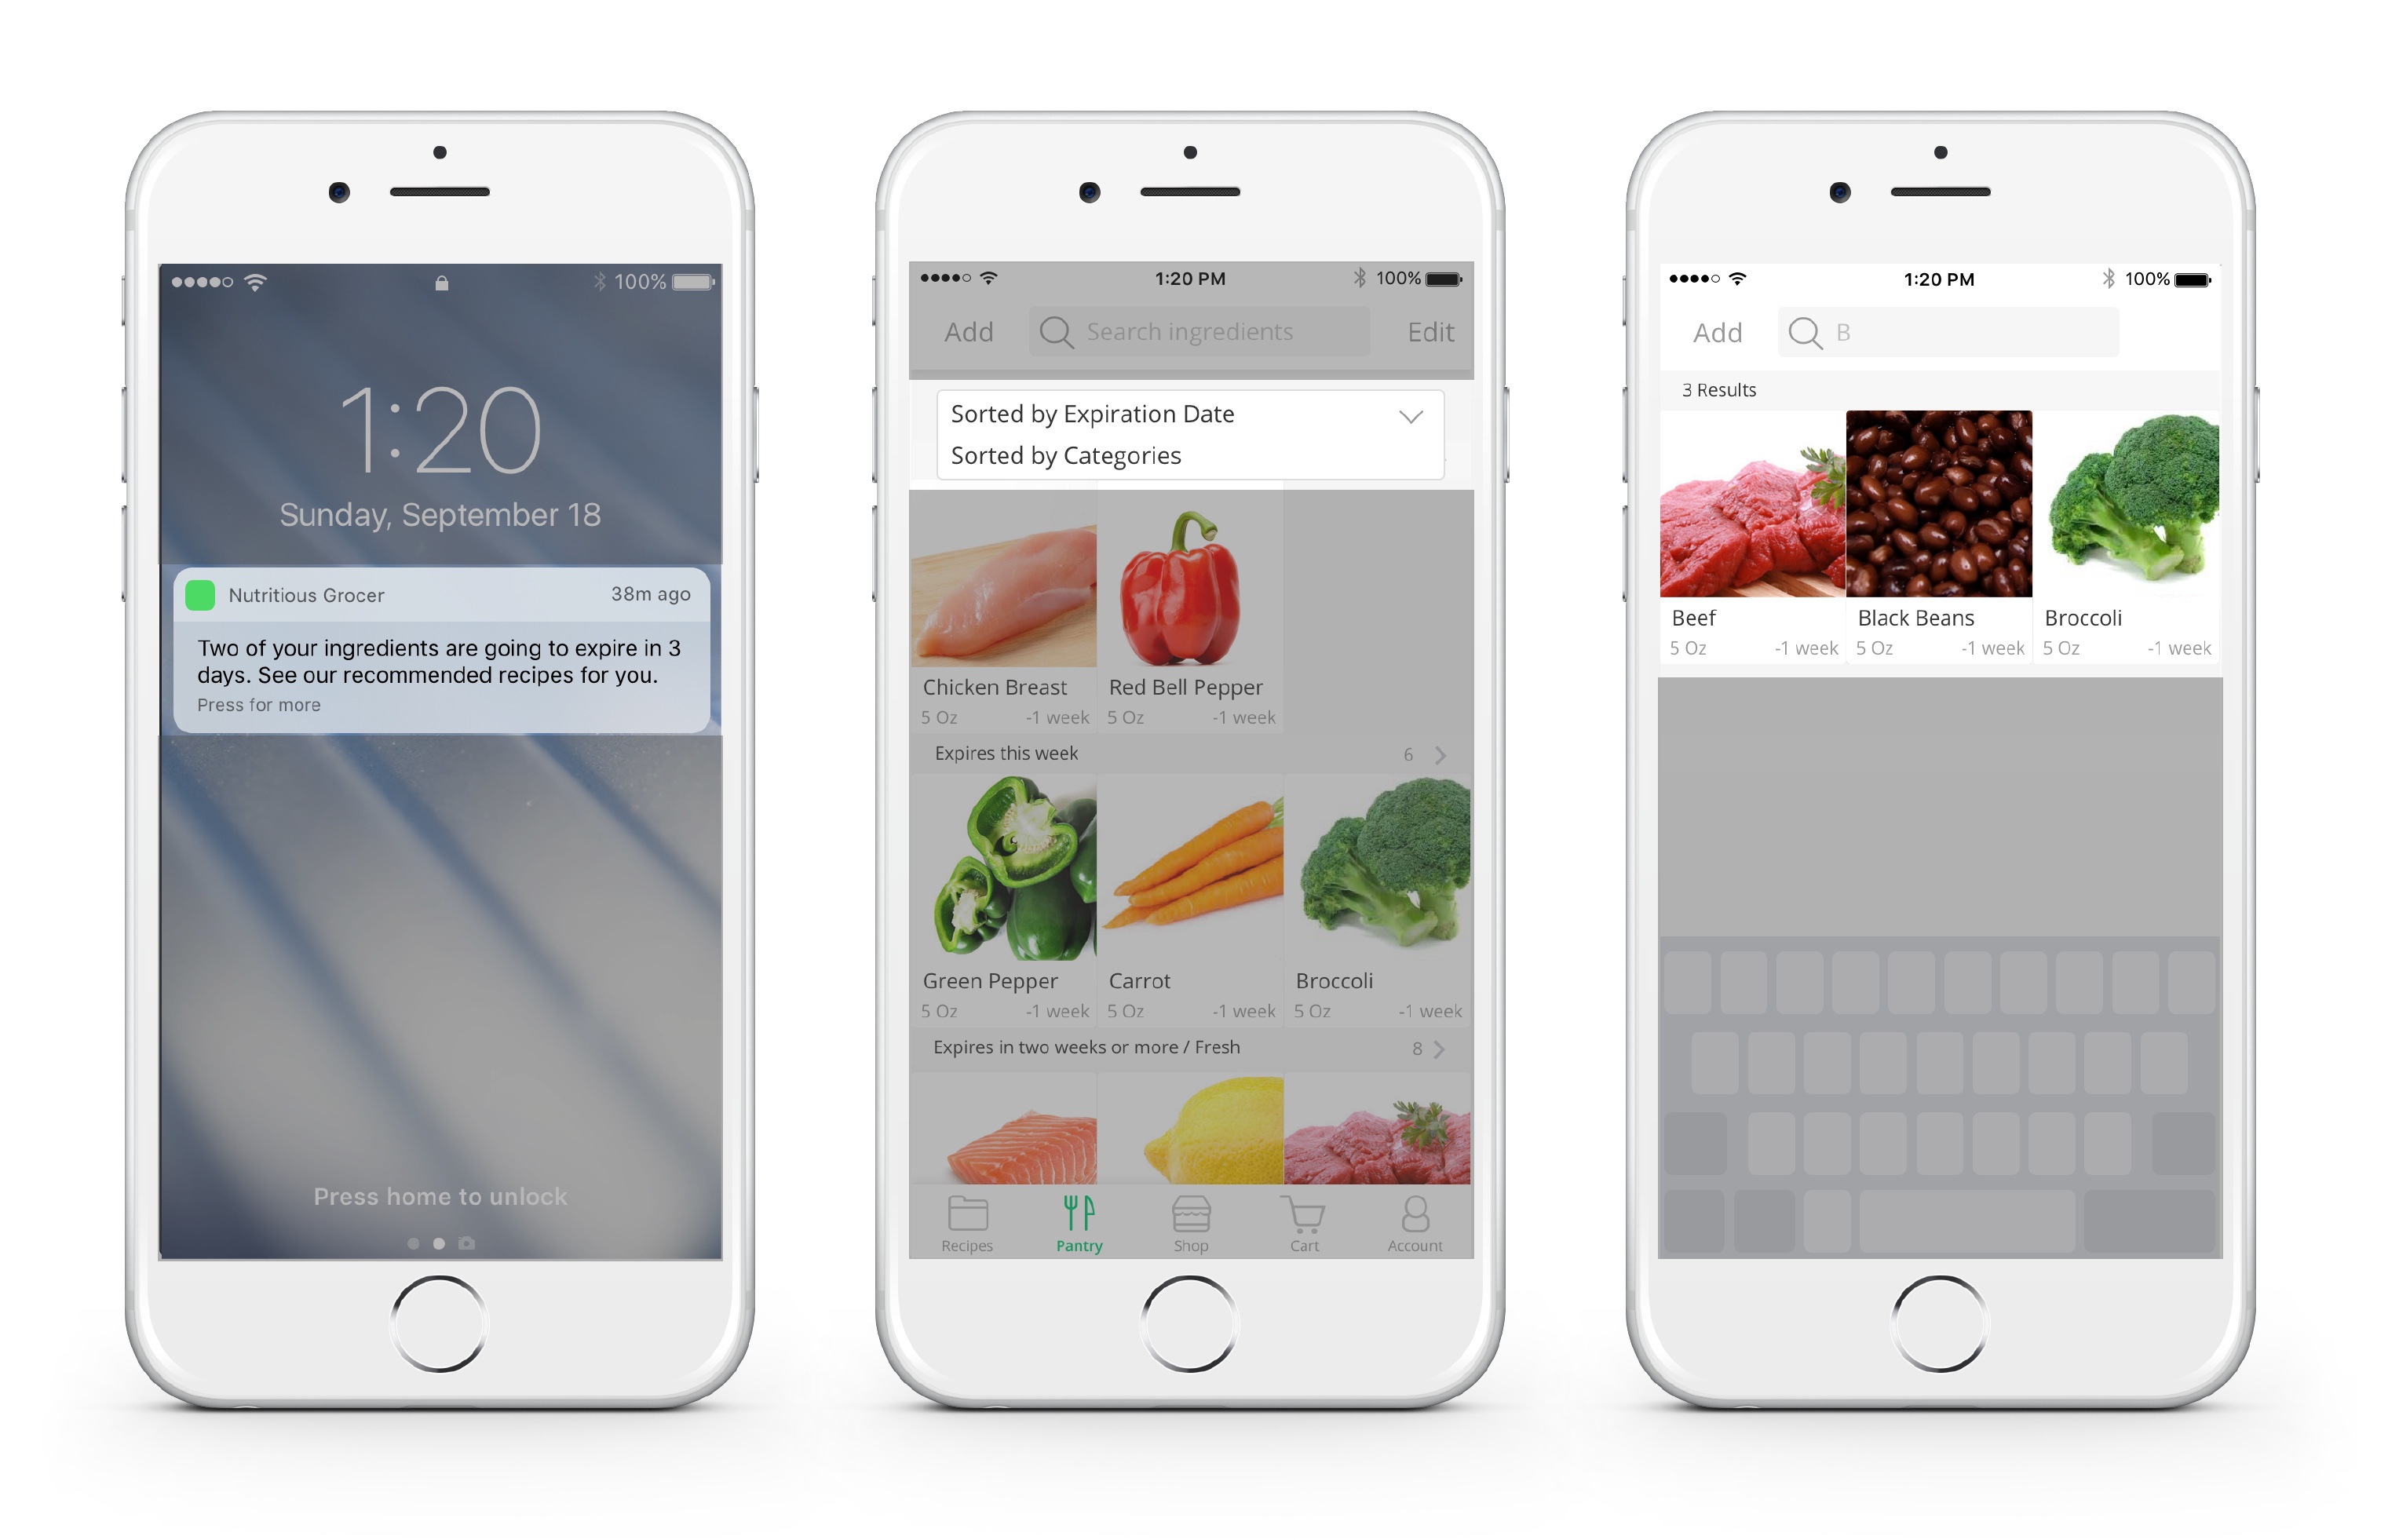 100%
1:20
Sunday, September 18
Nutritious Grocer 38m ago
Two of your ingredients are going to expire in 3
days. See our recommended recipes for you.
Press for more
Press home to unlock
1:20 PM 100%
Add Search ingredients Edit
Sorted by Expiration Date
Sorted by Categories
Chicken Breast Red Bell Pepper
5 Oz -1 week 5 Oz -1 week
Expires this week 6
Green Pepper Carrot Broccoli
5 Oz -1 week 5 Oz -1 week 5 Oz -1 week
Expires in two weeks or more / Fresh 8
Recipes Pantry Shop Cart Account
1:20 PM 100%
Add B
3 Results
Beef Black Beans Broccoli
5 Oz -1 week 5 Oz -1 week 5 Oz -1 week